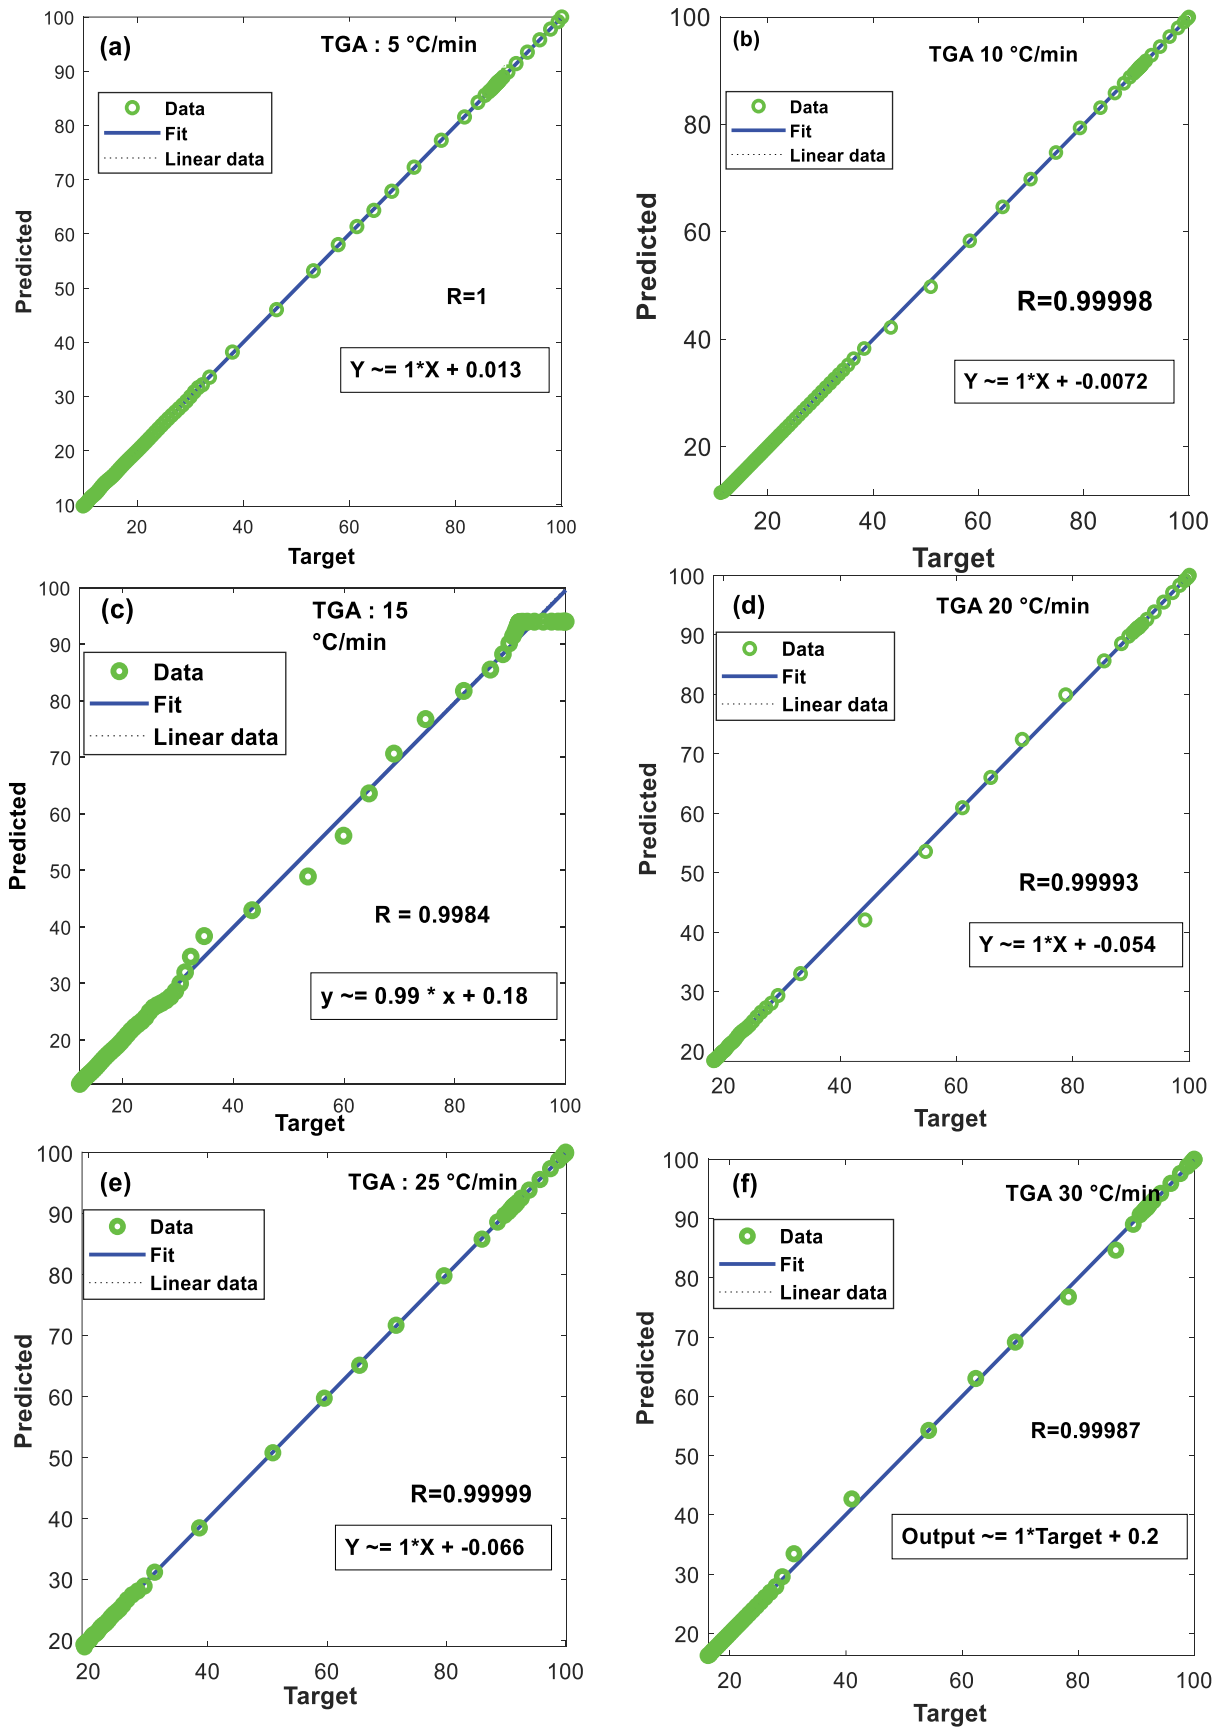 (a)
TGA : 5 °C/min
Data
Fit
Linear data
R=1
Y ~= 1*X + 0.013
100
90
80
70
60
50
40
30
20
10
20
40
60
80
100
Predicted
Target
(b)
TGA 10 °C/min
Data
Fit
Linear data
R=0.99998
Y ~= 1*X + -0.0072
100
80
60
40
20
20
40
60
80
100
Predicted
Target
(c)
TGA : 15
°C/min
Data
Fit
Linear data
R = 0.9984
y ~= 0.99 * x + 0.18
100
90
80
70
60
50
40
30
20
20
40
60
80
100
Predicted
Target
(d)
TGA 20 °C/min
Data
Fit
Linear data
R=0.99993
Y ~= 1*X + -0.054
100
90
80
70
60
50
40
30
20
20
40
60
80
100
Predicted
Target
(e)
TGA : 25 °C/min
Data
Fit
Linear data
R=0.99999
Y ~= 1*X + -0.066
100
90
80
70
60
50
40
30
20
20
40
60
80
100
Predicted
Target
(f)
TGA 30 °C/min
Data
Fit
Linear data
R=0.99987
Output ~= 1*Target + 0.2
100
90
80
70
60
50
40
30
20
20
40
60
80
100
Predicted
Target